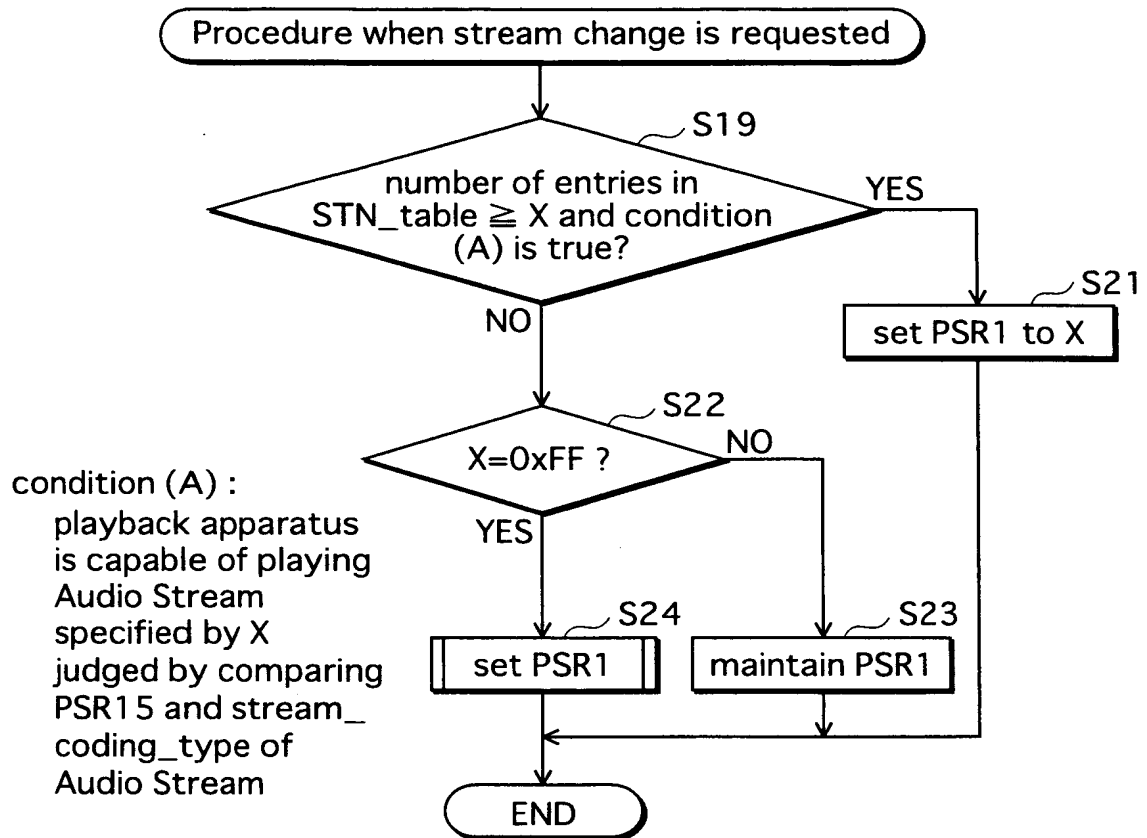 Procedure when stream change is requested
S19
number of entries in
STN_table ≧ X and condition
(A) is true?
YES
NO
S21
set PSR1 to X
S22
X=0xFF ?
NO
YES
condition (A) :
playback apparatus
is capable of playing
Audio Stream
specified by X
judged by comparing
PSR15 and stream_
coding_type of
Audio Stream
S24
set PSR1
S23
maintain PSR1
END